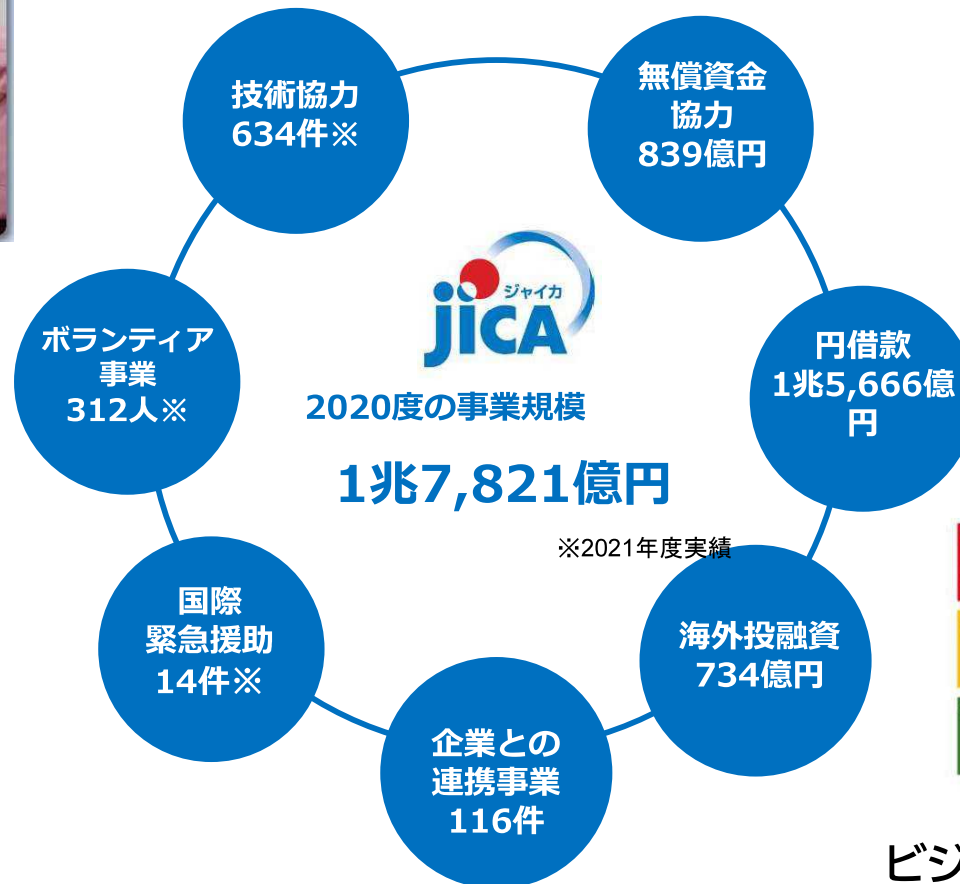 技術協力
634件※
無償資金
協力
839億円
ボランティア
事業
312人※
ジャイカ
jICA
2020度の事業規模
1兆7,821億円
※2021年度実績
円借款
1兆5,666億
円
国際
緊急援助
14件※
海外投融資
734億円
企業との
連携事業
116件
ビジ